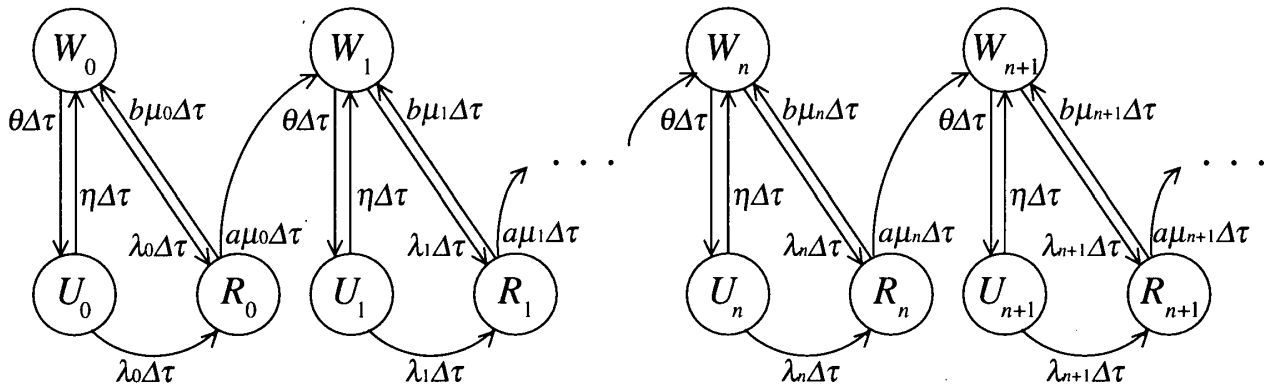 W₀ W₁ Wₙ Wₙ₊₁
θΔτ bμ₀Δτ θΔτ bμ₁Δτ θΔτ bμₙΔτ θΔτ bμₙ₊₁Δτ
. . . . . .
ηΔτ ηΔτ ηΔτ ηΔτ
λ₀Δτ aμ₀Δτ λ₁Δτ aμ₁Δτ λₙΔτ aμₙΔτ λₙ₊₁Δτ aμₙ₊₁Δτ
U₀ R₀ U₁ R₁ Uₙ Rₙ Uₙ₊₁ Rₙ₊₁
λ₀Δτ λ₁Δτ λₙΔτ λₙ₊₁Δτ